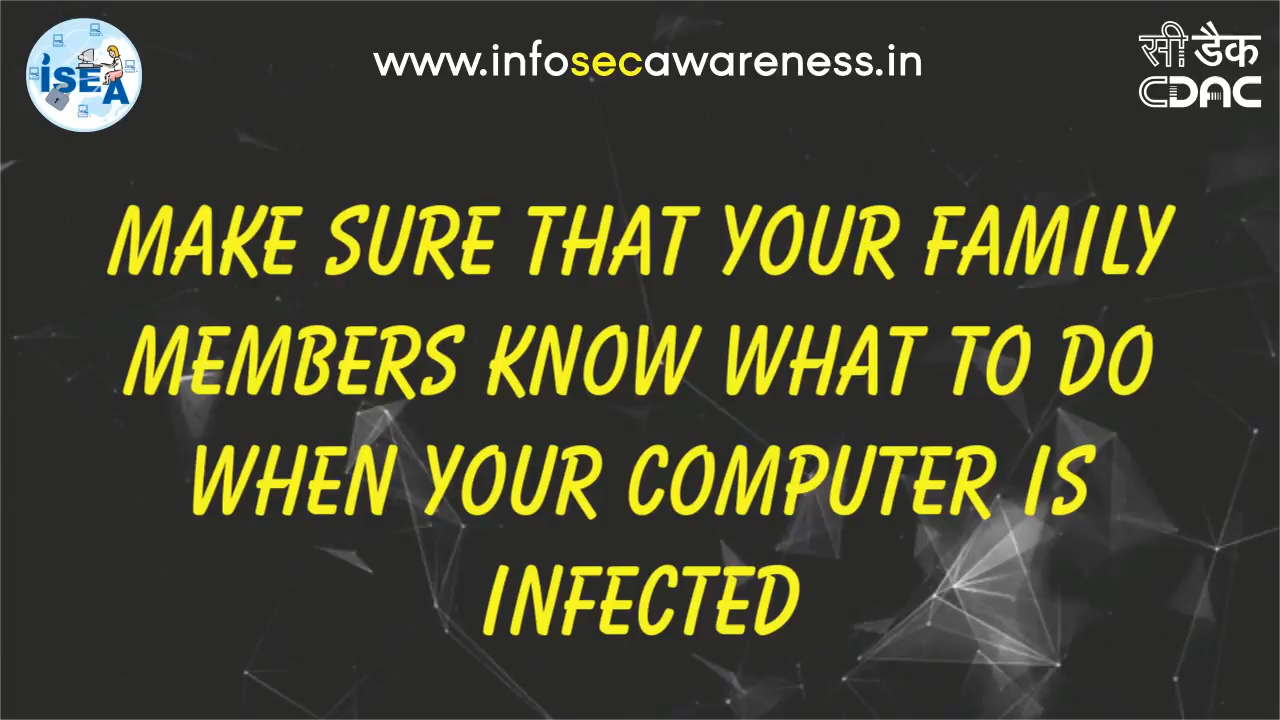 ISEA
www.infosecawareness.in
सी डैक
CDAC
MAKE SURE THAT YOUR FAMILY
MEMBERS KNOW WHAT TO DO
WHEN YOUR COMPUTER IS
INFECTED